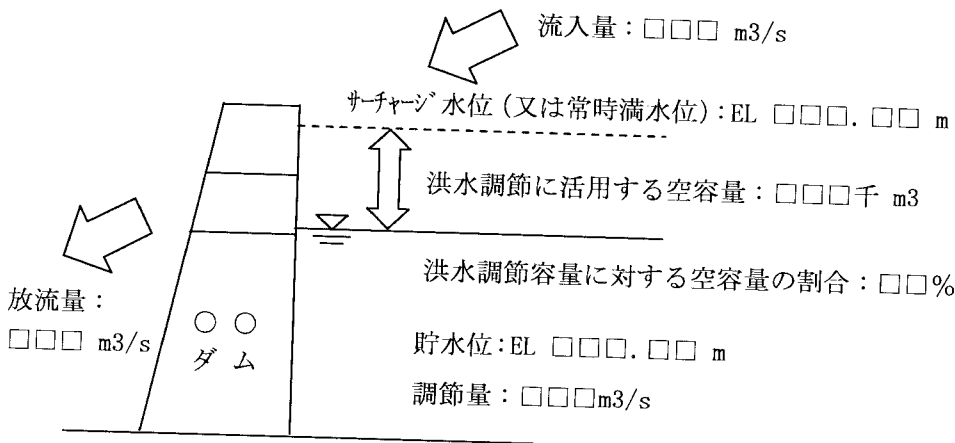 流入量：□□□ m3/s
サーチャージ水位(又は常時満水位)：EL □□□.□□ m
洪水調節に活用する空容量：□□□千 m3
洪水調節容量に対する空容量の割合：□□%
放流量：
□□□ m3/s
○○
ダム
貯水位：EL □□□.□□ m
調節量：□□□m3/s